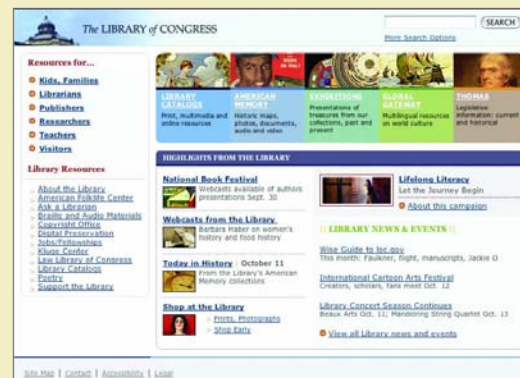 The LIBRARY of CONGRESS
SEARCH
More Search Options
Resources for...
Kids, Families
Librarians
Publishers
Researchers
Teachers
Visitors
Library Resources
About the Library
American Folklife Center
Ask a Librarian
Braille and Audio Materials
Copyright Office
Digital Preservation
Jobs/Fellowships
Kluge Center
Law Library of Congress
Library Catalogs
Poetry
Support the Library
LIBRARY
CATALOGS
Print, multimedia and
online resources
AMERICAN
MEMORY
Historic maps,
photos, documents,
audio and video
EXHIBITIONS
Presentations of
treasures from our
collections, past and
present
GLOBAL
GATEWAY
Multilingual resources
on world culture
THOMAS
Legislative
information: current
and historical
HIGHLIGHTS FROM THE LIBRARY
National Book Festival
Webcasts available of authors
presentations Sept. 30
Webcasts from the Library
Barbara Haber on women's
history and food history
Today in History : October 11
From the Library's American
Memory collections
Shop at the Library
Prints, Photographs
Shop Early
Lifelong Literacy
Let the Journey Begin
About this campaign
LIBRARY NEWS & EVENTS
Wise Guide to loc.gov
This month: Faulkner, flight, manuscripts, Jackie O
International Cartoon Arts Festival
Creators, scholars, fans meet Oct. 12
Library Concert Season Continues
Beaux Arts Oct. 11; Mandelring String Quartet Oct. 13
View all Library news and events
Site Map | Contact | Accessibility | Legal